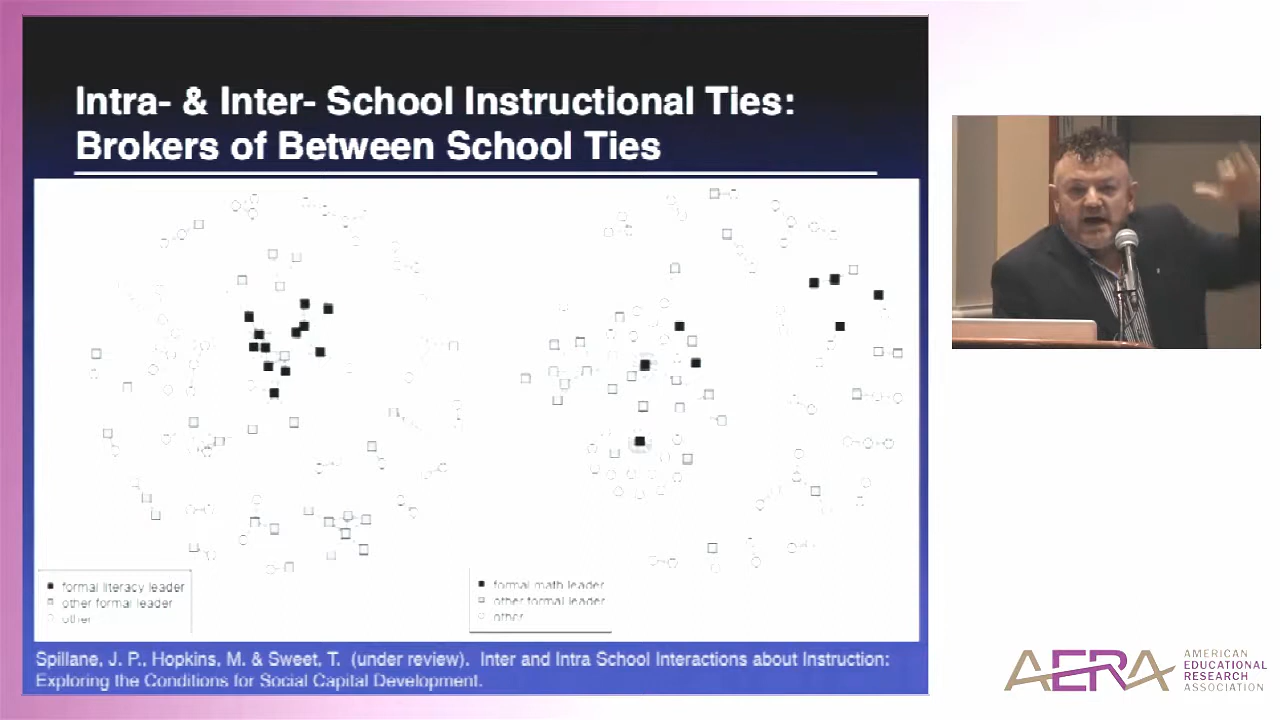 Intra- & Inter- School Instructional Ties:
Brokers of Between School Ties
formal literacy leader
other formal leader
other
formal math leader
other formal leader
other
Spillane, J. P., Hopkins, M. & Sweet, T. (under review). Inter and Intra School Interactions about Instruction:
Exploring the Conditions for Social Capital Development.
AERA
AMERICAN
EDUCATIONAL
RESEARCH
ASSOCIATION